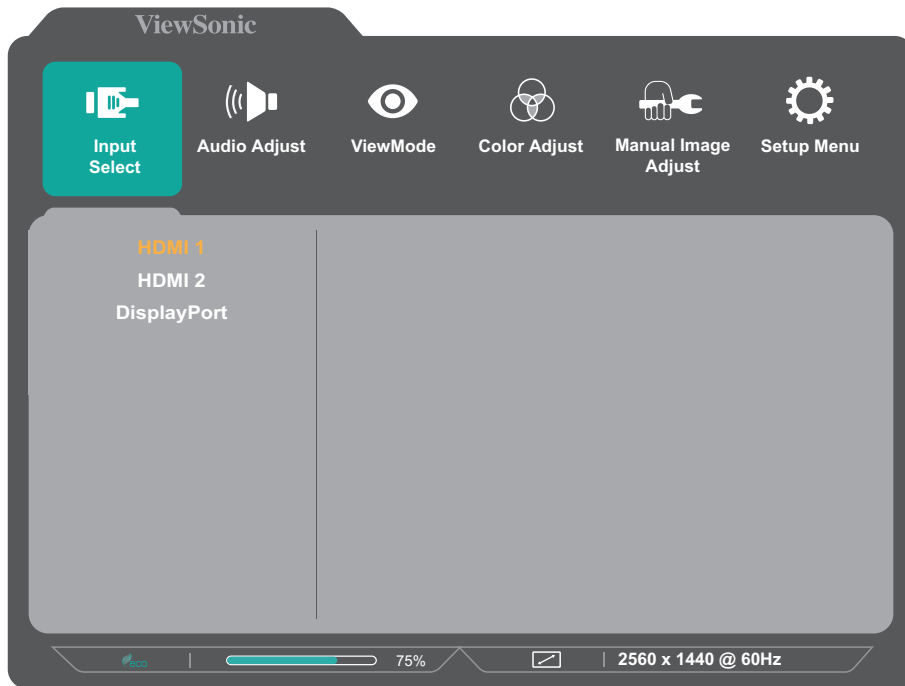 ViewSonic
Input
Select
Audio Adjust
ViewMode
Color Adjust
Manual Image
Adjust
Setup Menu
HDMI 1
HDMI 2
DisplayPort
eco
75%
2560 x 1440 @ 60Hz